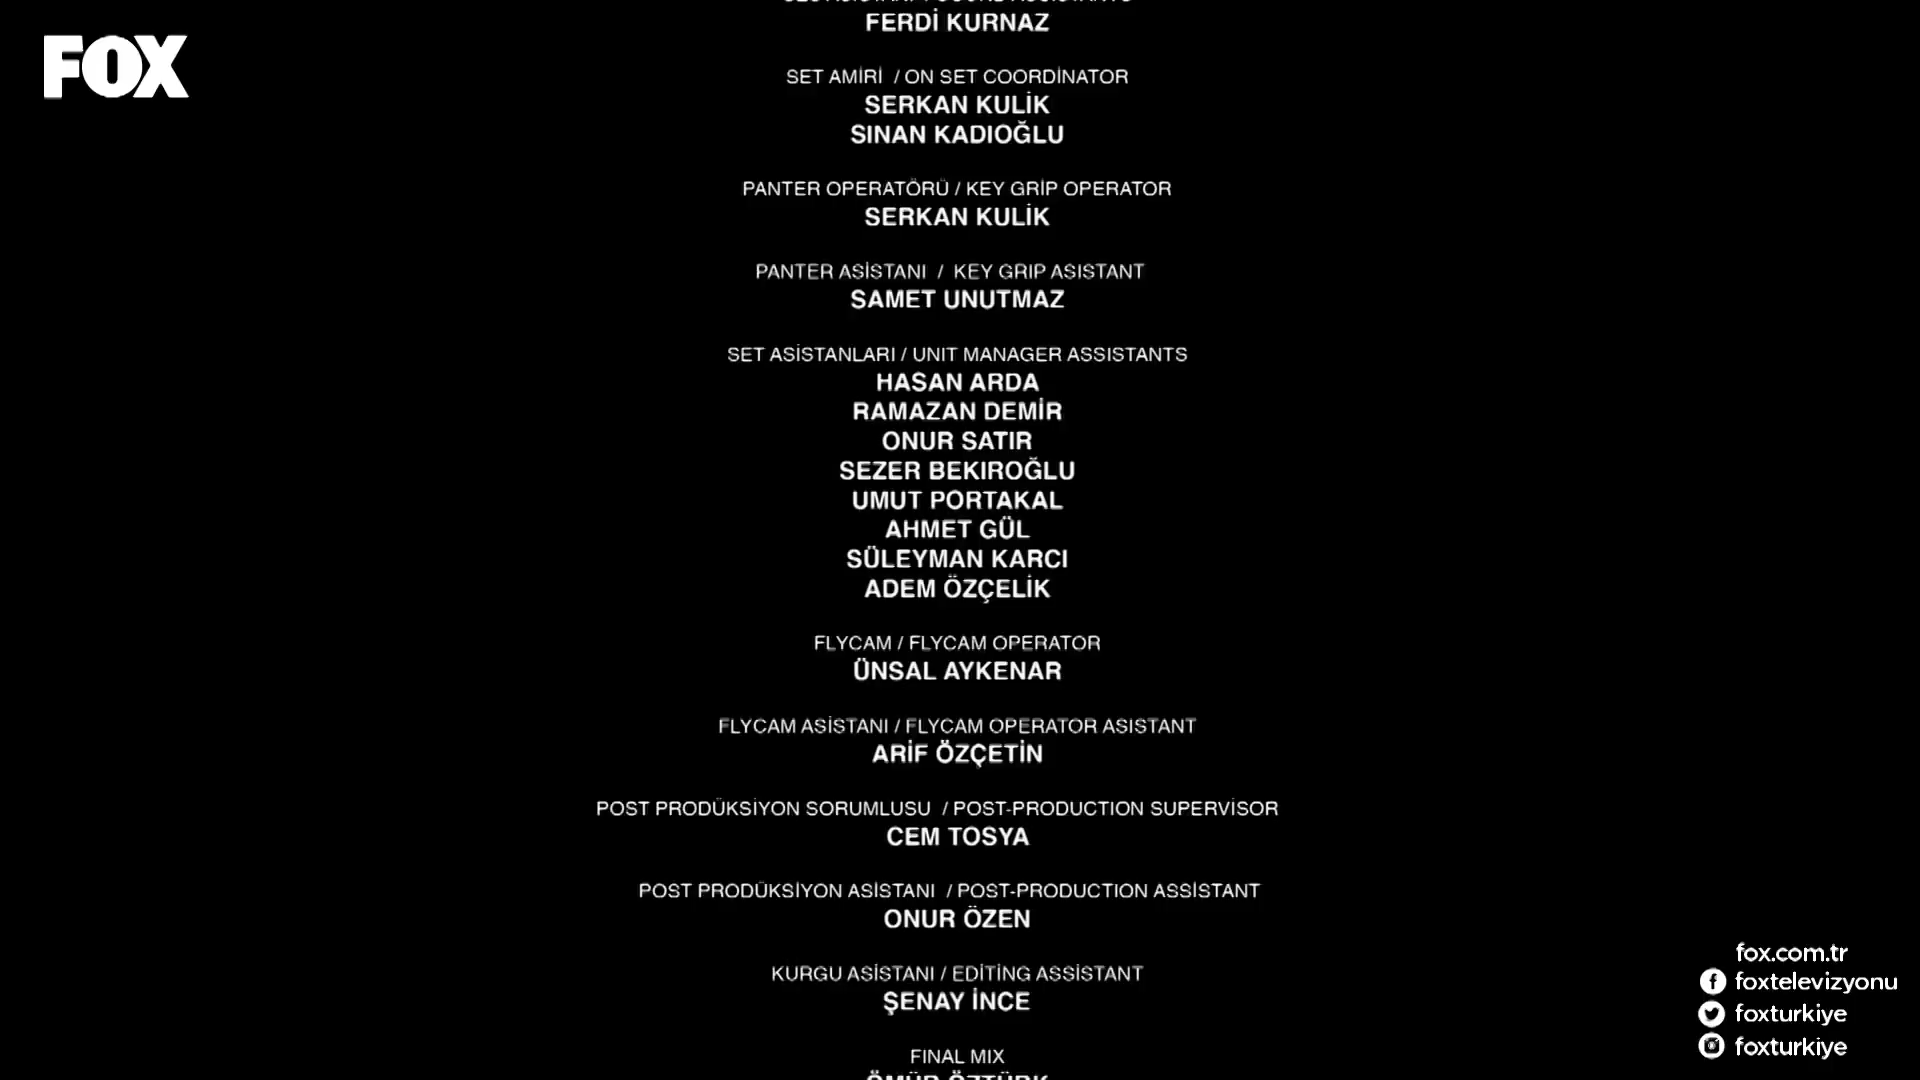 FOX
FERDİ KURNAZ
SET AMİRİ / ON SET COORDİNATOR
SERKAN KULİK
SINAN KADIOĞLU
PANTER OPERATÖRÜ / KEY GRİP OPERATOR
SERKAN KULİK
PANTER ASİSTANI / KEY GRIP ASISTANT
SAMET UNUTMAZ
SET ASİSTANLARI / UNIT MANAGER ASSISTANTS
HASAN ARDA
RAMAZAN DEMİR
ONUR SATIR
SEZER BEKIROĞLU
UMUT PORTAKAL
AHMET GÜL
SÜLEYMAN KARCI
ADEM ÖZÇELİK
FLYCAM / FLYCAM OPERATOR
ÜNSAL AYKENAR
FLYCAM ASİSTANI / FLYCAM OPERATOR ASISTANT
ARİF ÖZÇETİN
POST PRODÜKSİYON SORUMLUSU / POST-PRODUCTION SUPERVİSOR
CEM TOSYA
POST PRODÜKSİYON ASİSTANI / POST-PRODUCTION ASSİSTANT
ONUR ÖZEN
KURGU ASİSTANI / EDİTİNG ASSİSTANT
ŞENAY İNCE
FINAL MIX
ÖMÜR ÖZTÜRK
fox.com.tr
foxtelevizyonu
foxturkiye
foxturkiye